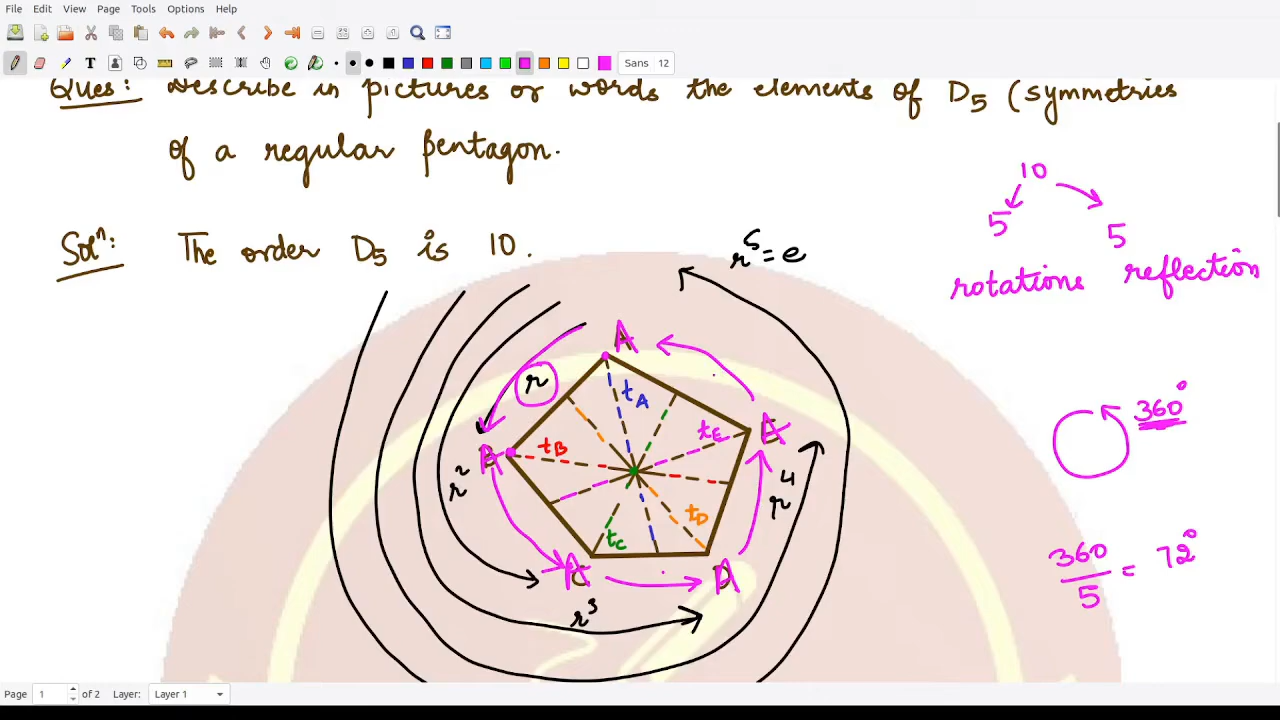 File Edit View Page Tools Options Help
T Sans 12
Ques: Describe in pictures or words the elements of D5 (symmetries
of a regular pentagon.
Solⁿ: The order D5 is 10.
10
5 5
rotations reflection
r⁵ = e
A
r
tA
tE
tB
r²
r⁴
tD
tC
A
D
r³
360°
360/5 = 72°
Page 1 of 2 Layer: Layer 1